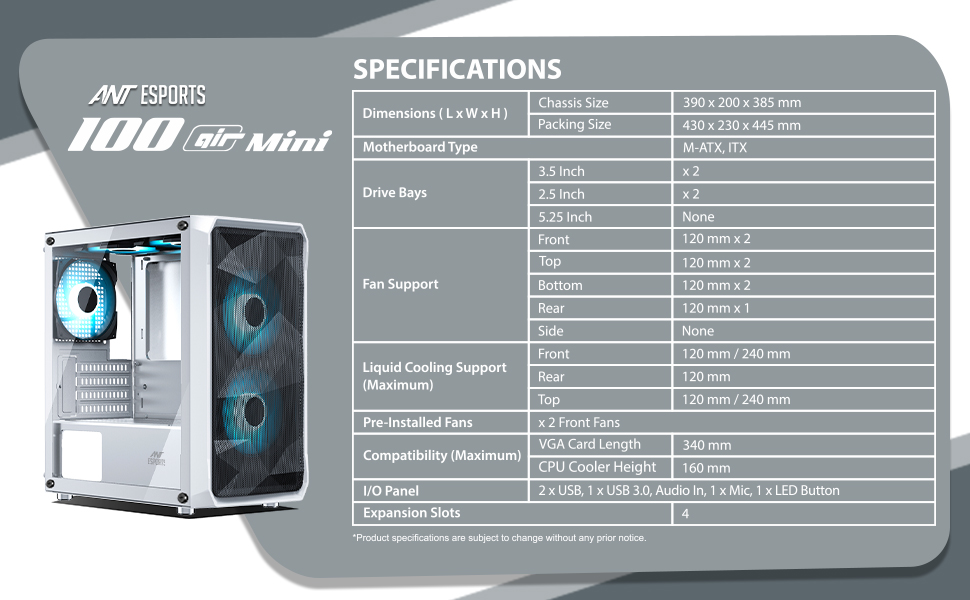 ANT ESPORTS
100 air Mini
SPECIFICATIONS
Dimensions ( L x W x H )
Chassis Size 390 x 200 x 385 mm
Packing Size 430 x 230 x 445 mm
Motherboard Type M-ATX, ITX
Drive Bays
3.5 Inch x 2
2.5 Inch x 2
5.25 Inch None
Fan Support
Front 120 mm x 2
Top 120 mm x 2
Bottom 120 mm x 2
Rear 120 mm x 1
Side None
Liquid Cooling Support
(Maximum)
Front 120 mm / 240 mm
Rear 120 mm
Top 120 mm / 240 mm
Pre-Installed Fans x 2 Front Fans
Compatibility (Maximum)
VGA Card Length 340 mm
CPU Cooler Height 160 mm
I/O Panel 2 x USB, 1 x USB 3.0, Audio In, 1 x Mic, 1 x LED Button
Expansion Slots 4
*Product specifications are subject to change without any prior notice.
ANT
ESPORTS